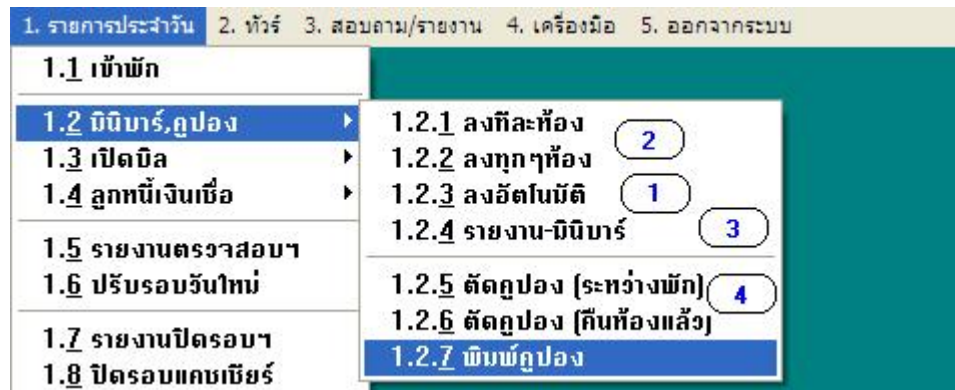 1. รายการประจำวัน 2. ทัวร์ 3. สอบถาม/รายงาน 4. เครื่องมือ 5. ออกจากระบบ
1.1 เข้าพัก
1.2 มินิบาร์,คูปอง
1.3 เปิดบิล
1.4 ลูกหนี้เงินเชื่อ
1.5 รายงานตรวจสอบฯ
1.6 ปรับรอบวันใหม่
1.7 รายงานปิดรอบฯ
1.8 ปิดรอบแคชเชียร์
1.2.1 ลงทีละห้อง
1.2.2 ลงทุกๆห้อง
2
1.2.3 ลงอัตโนมัติ
1
1.2.4 รายงาน-มินิบาร์
3
1.2.5 ตัดคูปอง (ระหว่างพัก)
4
1.2.6 ตัดคูปอง (คืนห้องแล้ว)
1.2.7 พิมพ์คูปอง